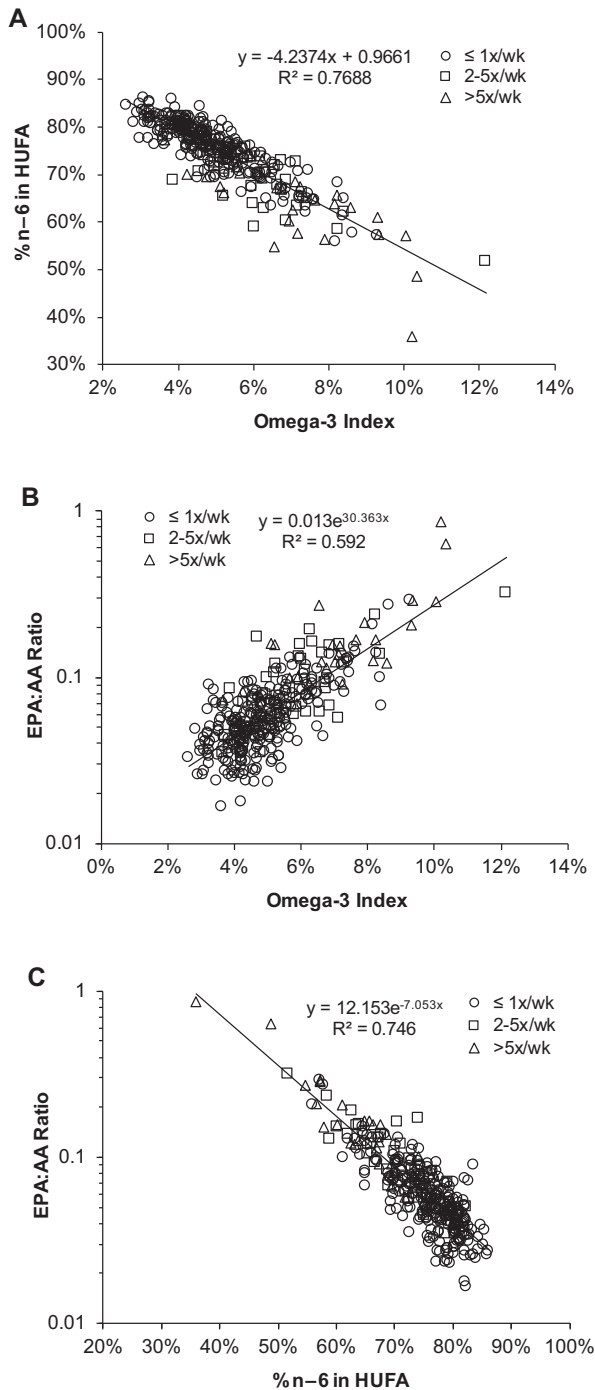 A
y = -4.2374x + 0.9661
R² = 0.7688
≤ 1x/wk
2-5x/wk
>5x/wk
100%
90%
80%
70%
60%
50%
40%
30%
%n–6 in HUFA
2% 4% 6% 8% 10% 12% 14%
Omega-3 Index
B
≤ 1x/wk
2-5x/wk
>5x/wk
y = 0.013e^30.363x
R² = 0.592
1
0.1
0.01
EPA:AA Ratio
0% 2% 4% 6% 8% 10% 12% 14%
Omega-3 Index
C
y = 12.153e^-7.053x
R² = 0.746
≤ 1x/wk
2-5x/wk
>5x/wk
1
0.1
0.01
EPA:AA Ratio
20% 30% 40% 50% 60% 70% 80% 90% 100%
%n–6 in HUFA